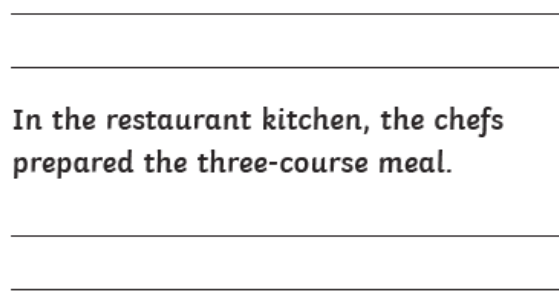 In the restaurant kitchen, the chefs
prepared the three-course meal.